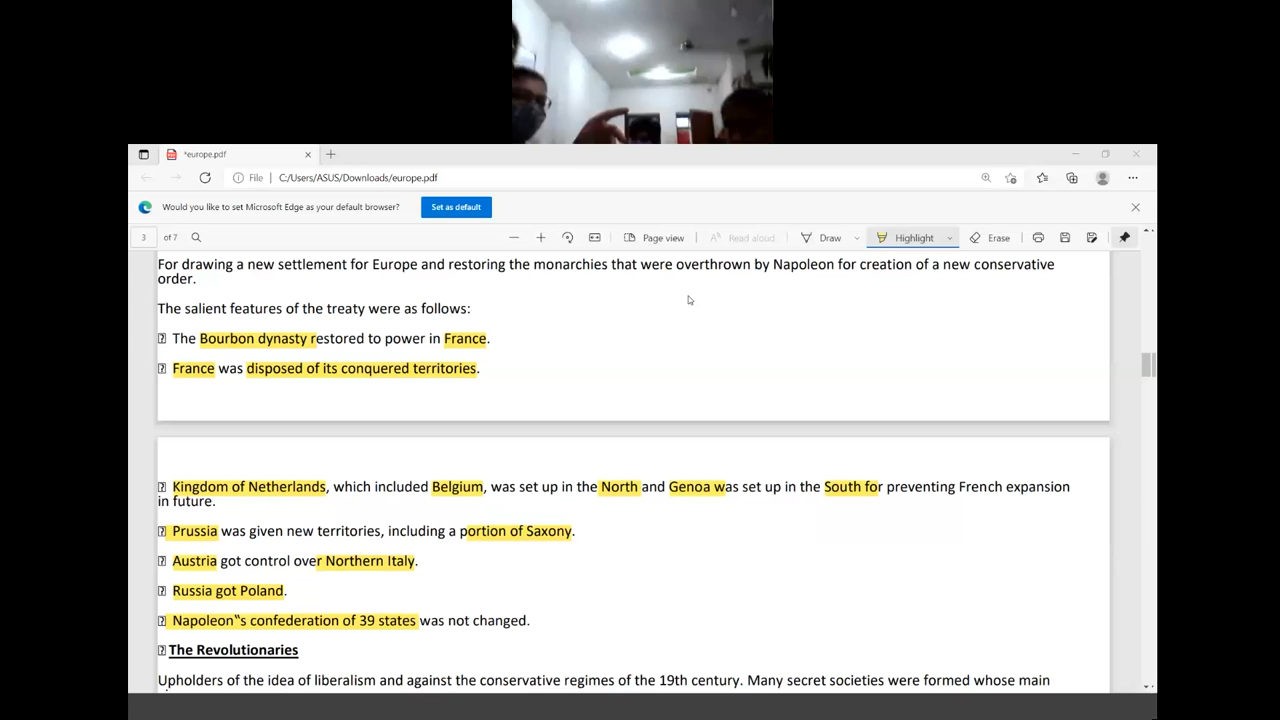 *europe.pdf
File
C:/Users/ASUS/Downloads/europe.pdf
Would you like to set Microsoft Edge as your default browser?
Set as default
3 of 7
Page view
Read aloud
Draw
Highlight
Erase
For drawing a new settlement for Europe and restoring the monarchies that were overthrown by Napoleon for creation of a new conservative
order.
The salient features of the treaty were as follows:
The Bourbon dynasty restored to power in France.
France was disposed of its conquered territories.
Kingdom of Netherlands, which included Belgium, was set up in the North and Genoa was set up in the South for preventing French expansion
in future.
Prussia was given new territories, including a portion of Saxony.
Austria got control over Northern Italy.
Russia got Poland.
Napoleon‟s confederation of 39 states was not changed.
The Revolutionaries
Upholders of the idea of liberalism and against the conservative regimes of the 19th century. Many secret societies were formed whose main